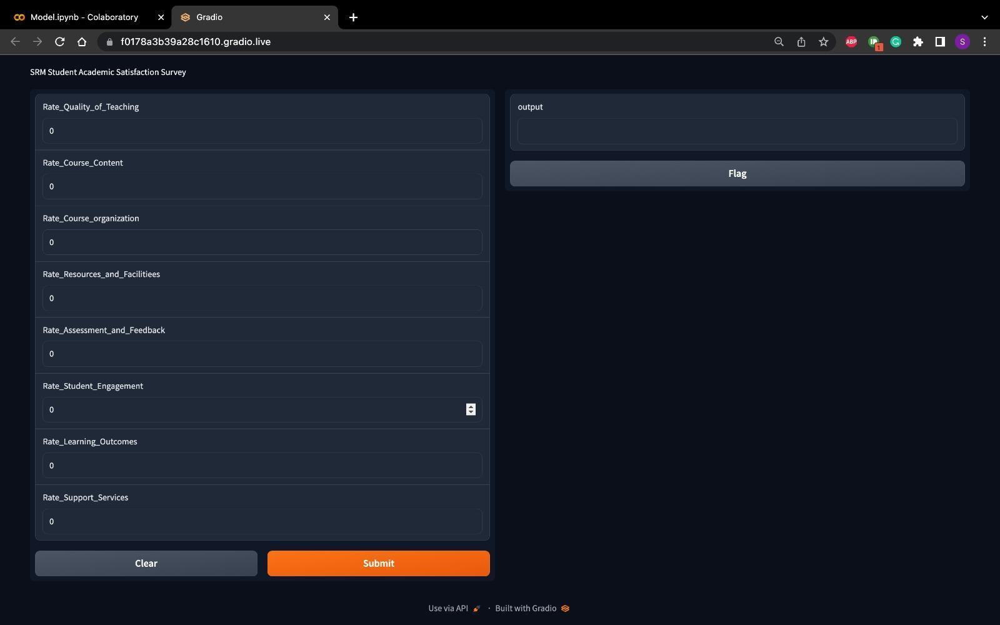 Model.ipynb - Colaboratory
Gradio
f0178a3b39a28c1610.gradio.live
ABP
1
S
SRM Student Academic Satisfaction Survey
Rate_Quality_of_Teaching
0
Rate_Course_Content
0
Rate_Course_organization
0
Rate_Resources_and_Facilitiees
0
Rate_Assessment_and_Feedback
0
Rate_Student_Engagement
0
Rate_Learning_Outcomes
0
Rate_Support_Services
0
Clear
Submit
output
Flag
Use via API · Built with Gradio